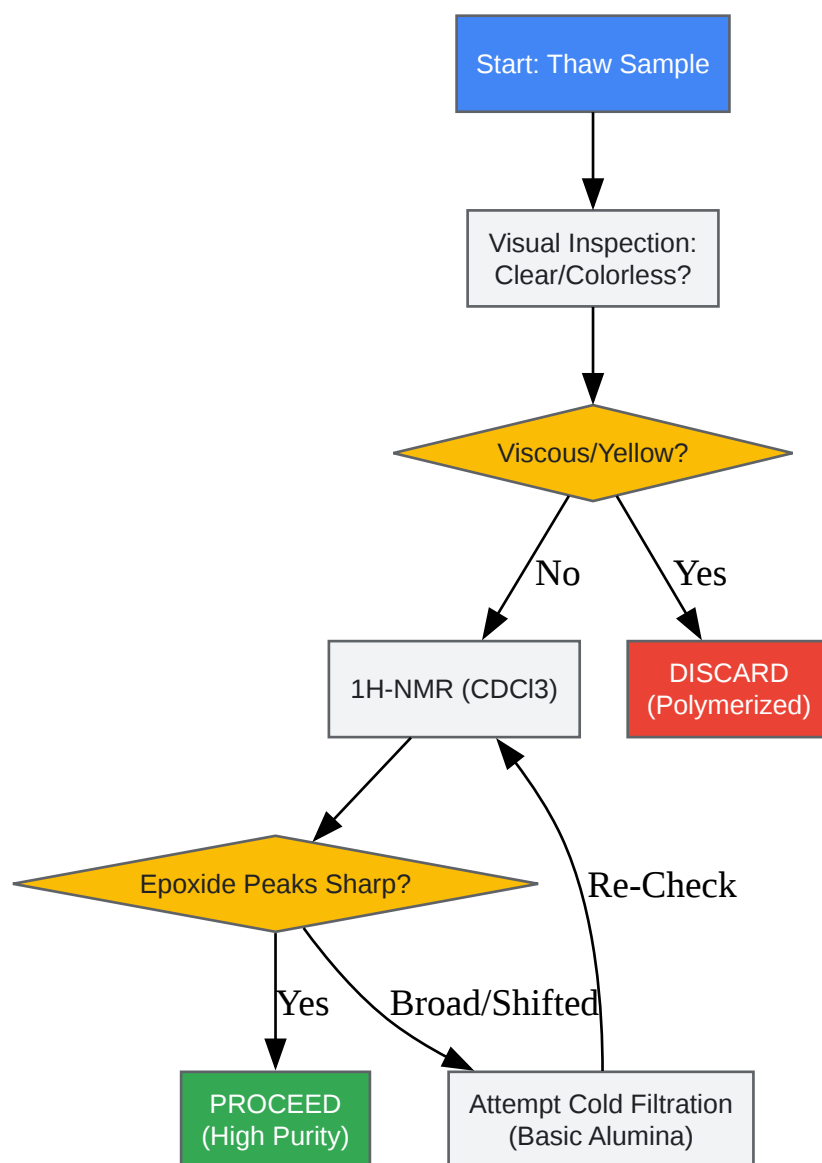 Start: Thaw Sample
Visual Inspection:
Clear/Colorless?
Viscous/Yellow?
No
Yes
1H-NMR (CDCl3)
DISCARD
(Polymerized)
Epoxide Peaks Sharp?
Re-Check
Yes
Broad/Shifted
PROCEED
(High Purity)
Attempt Cold Filtration
(Basic Alumina)